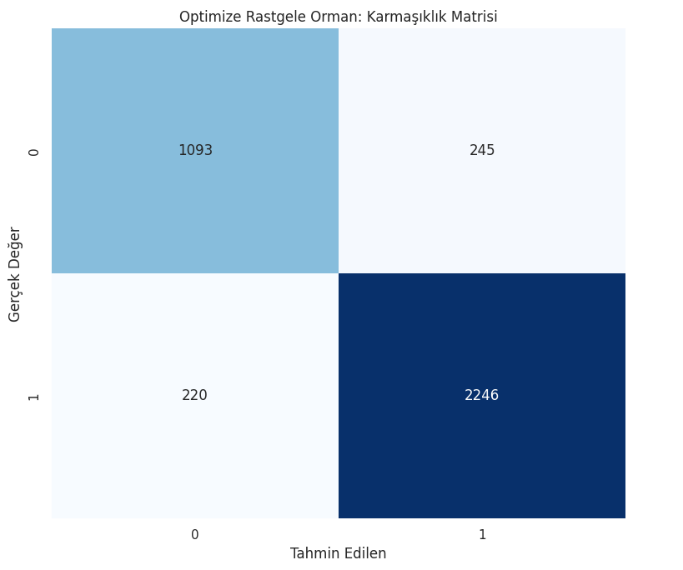 Optimize Rastgele Orman: Karmaşıklık Matrisi
Gerçek Değer
0
1093
245
1
220
2246
0
1
Tahmin Edilen